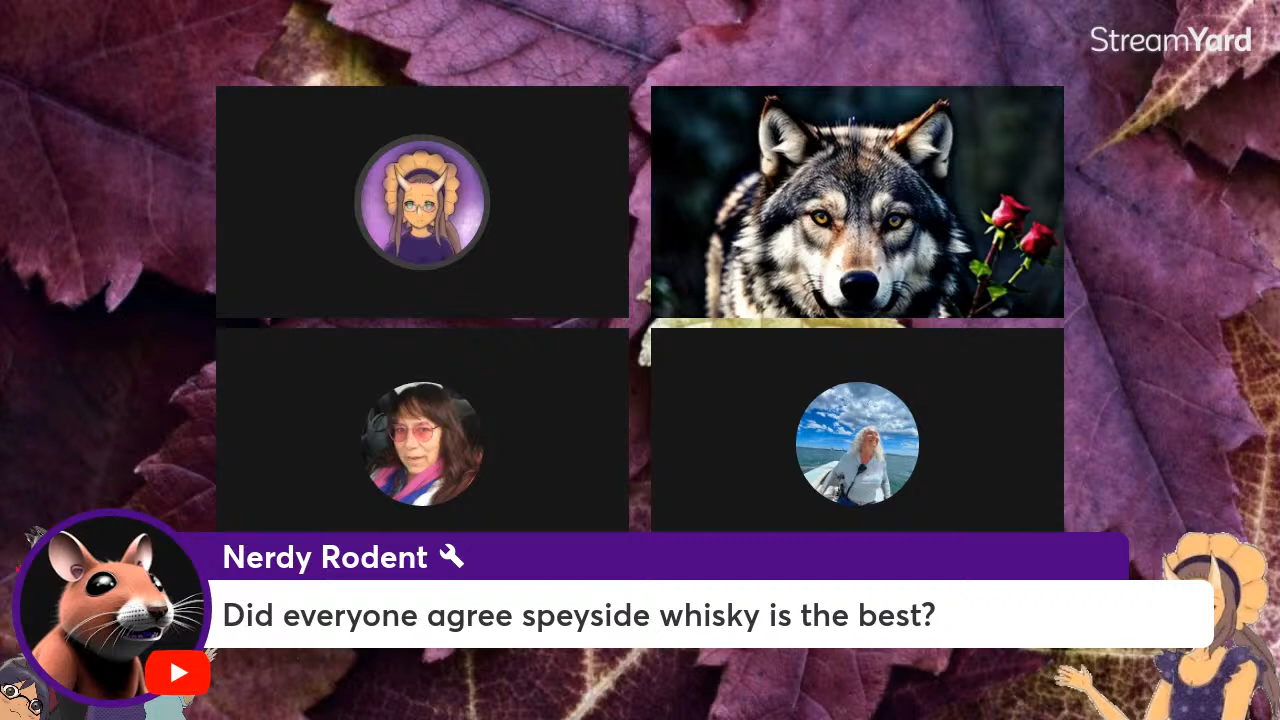 StreamYard
Nerdy Rodent
Did everyone agree speyside whisky is the best?